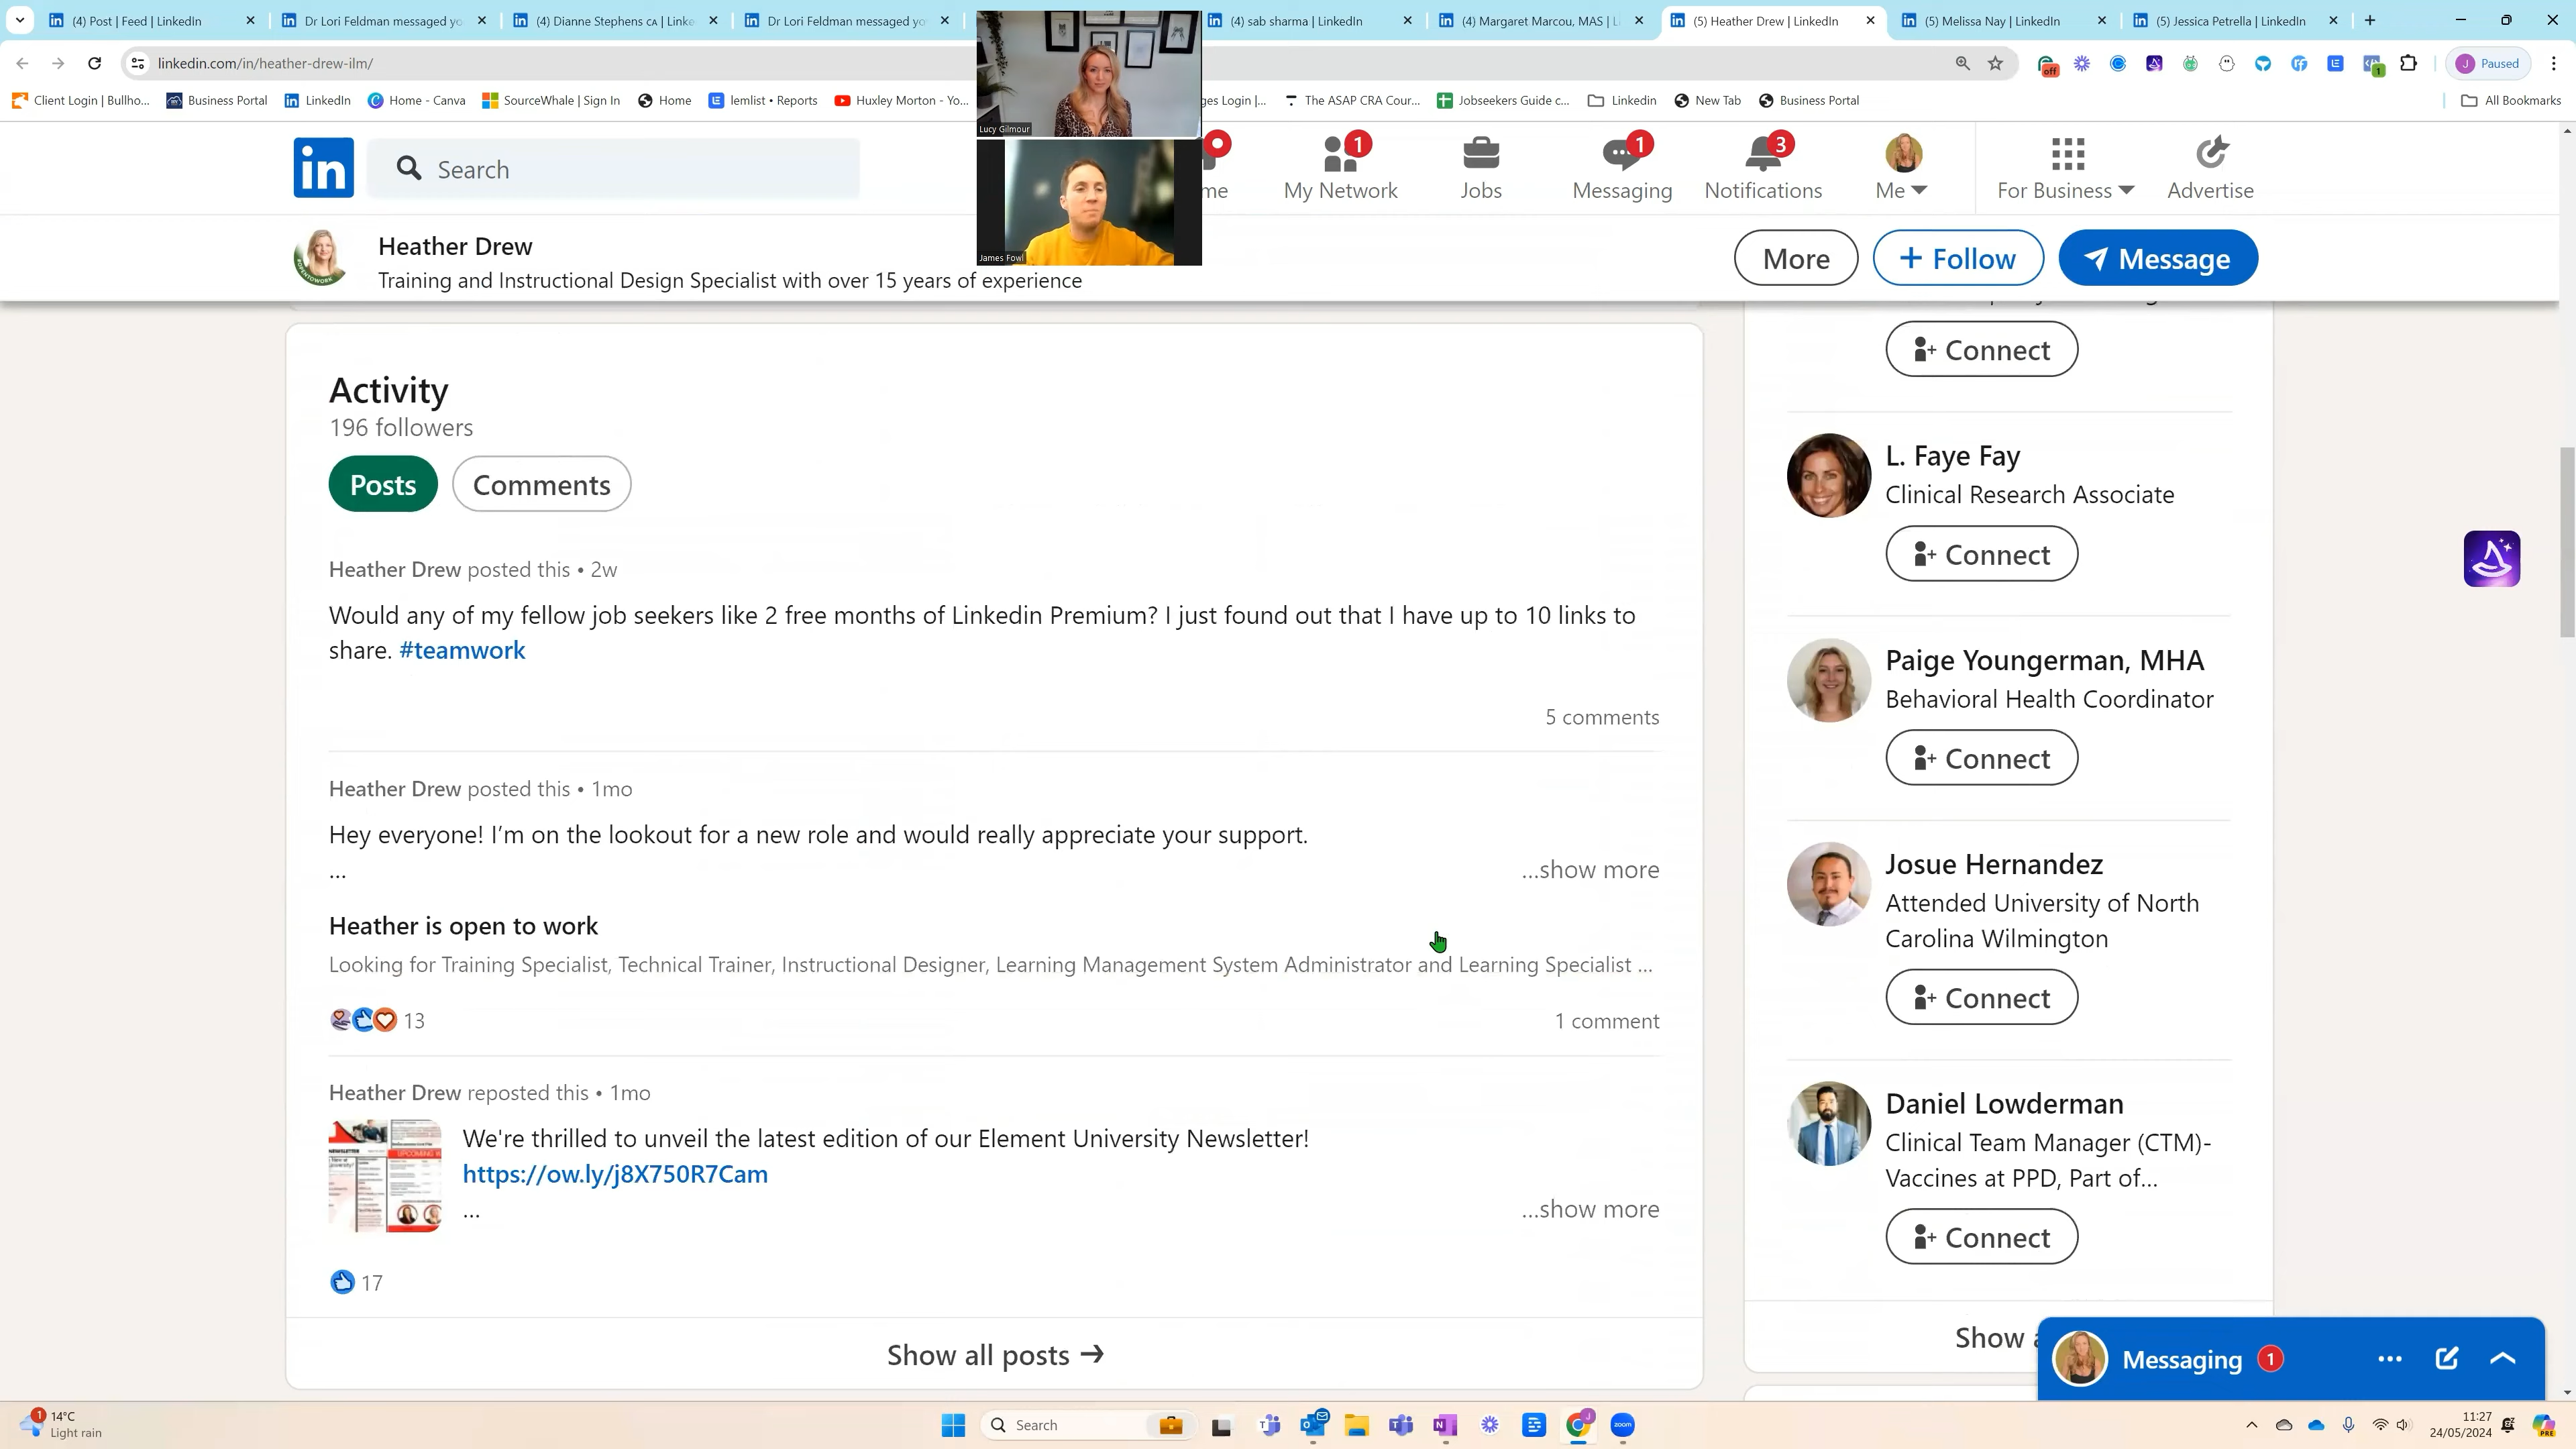 (4) Post | Feed | LinkedIn
Dr Lori Feldman messaged yo
(4) Dianne Stephens CA | Linke
Dr Lori Feldman messaged yo
(4) sab sharma | LinkedIn
(4) Margaret Marcou, MAS | L
(5) Heather Drew | LinkedIn
(5) Melissa Nay | LinkedIn
(5) Jessica Petrella | LinkedIn
linkedin.com/in/heather-drew-ilm/
off
1
J
Paused
Client Login | Bullho...
Business Portal
LinkedIn
Home - Canva
SourceWhale | Sign In
Home
lemlist • Reports
Huxley Morton - Yo...
ges Login |...
The ASAP CRA Cour...
Jobseekers Guide c...
Linkedin
New Tab
Business Portal
All Bookmarks
Lucy Gilmour
James Fowl
in
Search
me
1
My Network
Jobs
1
Messaging
3
Notifications
Me
For Business
Advertise
#OPENTOWORK
Heather Drew
Training and Instructional Design Specialist with over 15 years of experience
More
+ Follow
Message
Activity
196 followers
Posts
Comments
Heather Drew posted this • 2w
Would any of my fellow job seekers like 2 free months of Linkedin Premium? I just found out that I have up to 10 links to
share. #teamwork
5 comments
Heather Drew posted this • 1mo
Hey everyone! I’m on the lookout for a new role and would really appreciate your support.
...
...show more
Heather is open to work
Looking for Training Specialist, Technical Trainer, Instructional Designer, Learning Management System Administrator and Learning Specialist ...
13
1 comment
Heather Drew reposted this • 1mo
We're thrilled to unveil the latest edition of our Element University Newsletter!
https://ow.ly/j8X750R7Cam
...
...show more
17
Show all posts →
Connect
L. Faye Fay
Clinical Research Associate
Connect
Paige Youngerman, MHA
Behavioral Health Coordinator
Connect
Josue Hernandez
Attended University of North
Carolina Wilmington
Connect
Daniel Lowderman
Clinical Team Manager (CTM)-
Vaccines at PPD, Part of...
Connect
Show a
Messaging
1
1
14°C
Light rain
Search
zoom
11:27
24/05/2024
PRE